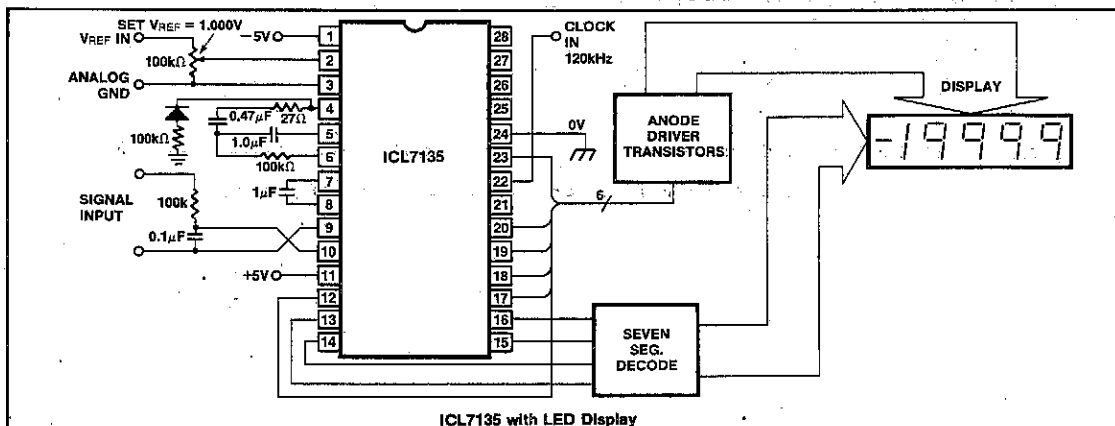 SET VREF = 1.000V
VREF IN
100kΩ
ANALOG
GND
0.47μF
27Ω
100kΩ
1.0μF
100kΩ
1μF
SIGNAL
INPUT
100k
0.1μF
-5V
+5V
1
2
3
4
5
6
7
8
9
10
11
12
13
14
ICL7135
28
27
26
25
24
23
22
21
20
19
18
17
16
15
CLOCK
IN
120kHz
0V
6
ANODE
DRIVER
TRANSISTORS
DISPLAY
-19999
SEVEN
SEG.
DECODE
ICL7135 with LED Display